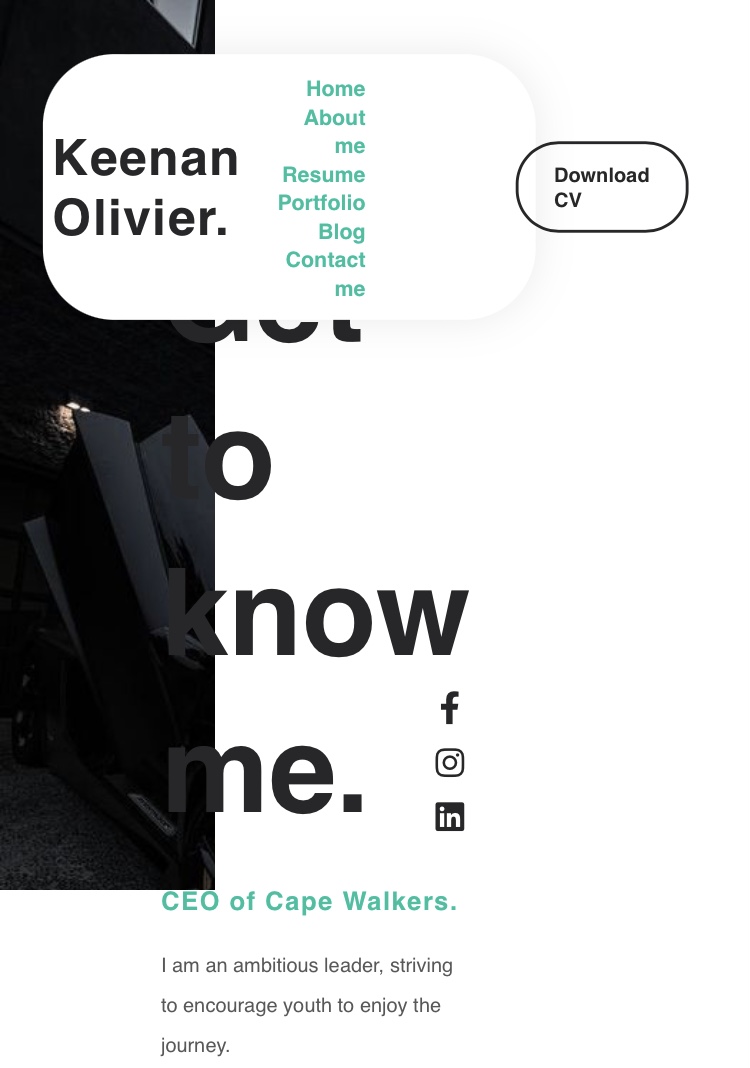 Keenan
Olivier.
Home
About
me
Resume
Portfolio
Blog
Contact
me
Download
CV
Get
to
know
me.
CEO of Cape Walkers.
I am an ambitious leader, striving
to encourage youth to enjoy the
journey.